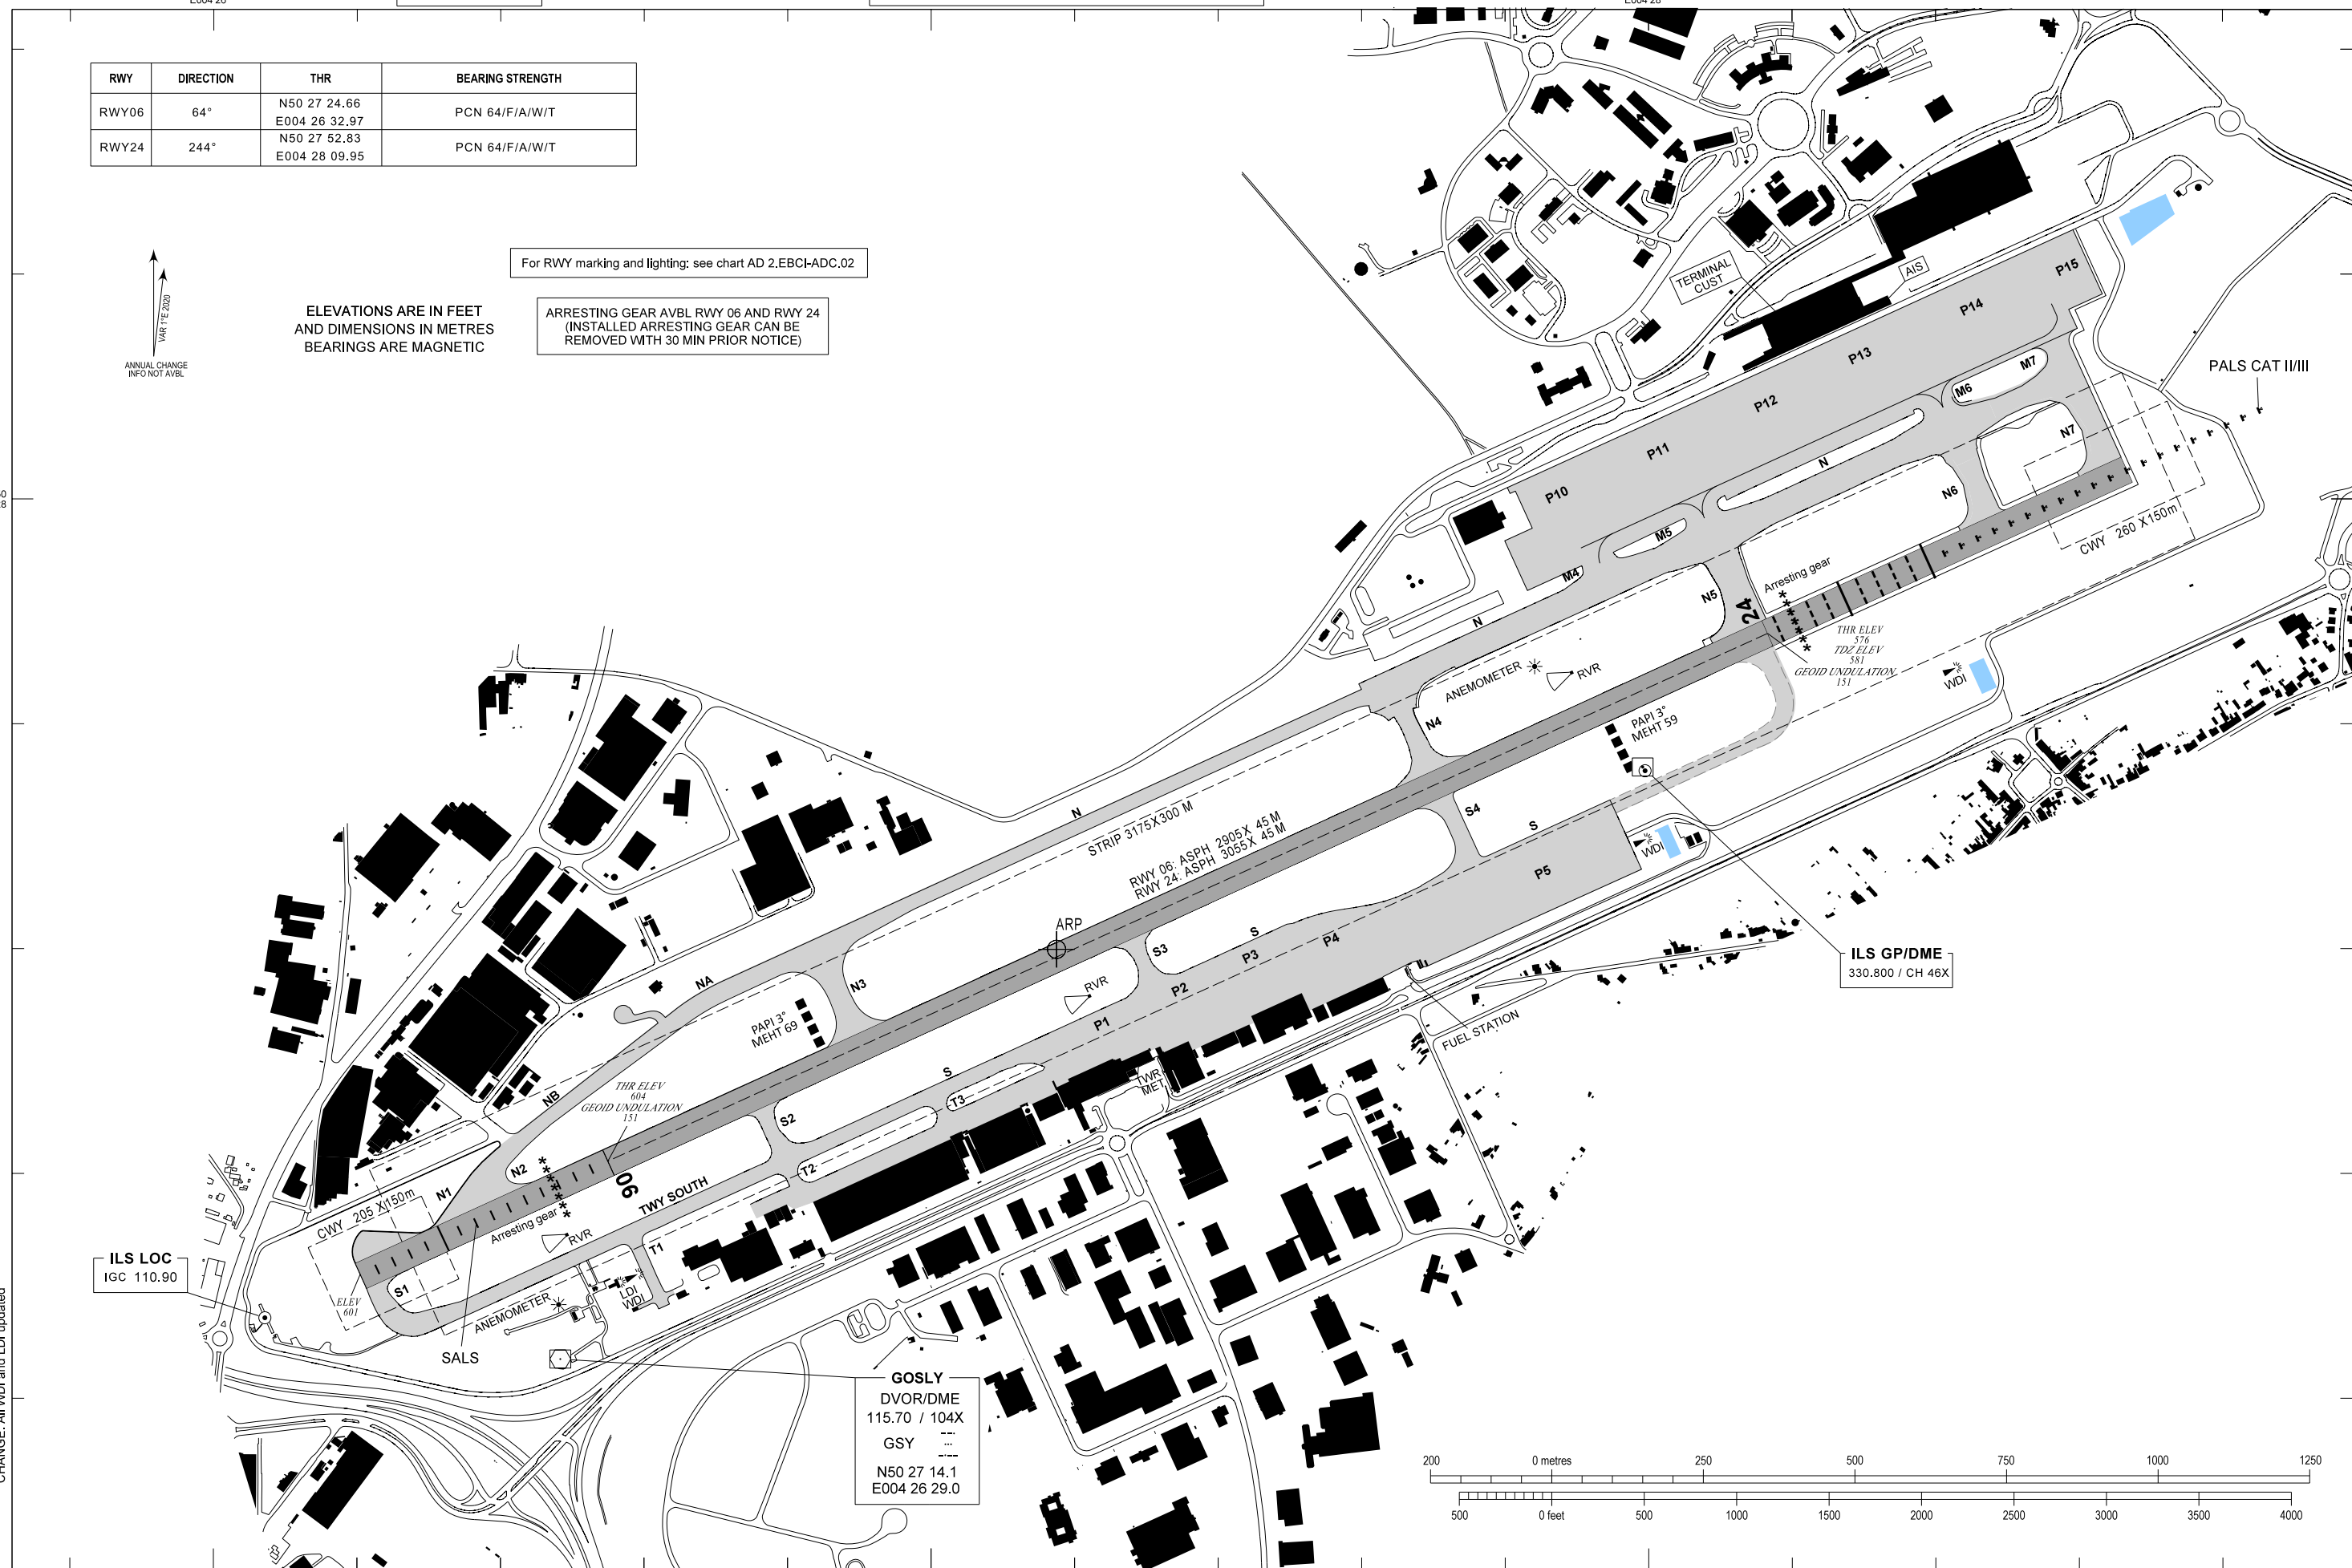 E004 26
E004 28
RWY DIRECTION THR BEARING STRENGTH
RWY06 64° N50 27 24.66 E004 26 32.97 PCN 64/F/A/W/T
RWY24 244° N50 27 52.83 E004 28 09.95 PCN 64/F/A/W/T
VAR 1°E 2020
ANNUAL CHANGE
INFO NOT AVBL
For RWY marking and lighting: see chart AD 2.EBCI-ADC.02
ELEVATIONS ARE IN FEET
AND DIMENSIONS IN METRES
BEARINGS ARE MAGNETIC
ARRESTING GEAR AVBL RWY 06 AND RWY 24
(INSTALLED ARRESTING GEAR CAN BE
REMOVED WITH 30 MIN PRIOR NOTICE)
TERMINAL
CUST
AIS
P15
P14
P13
P12
P11
P10
M7
M6
N7
N
N6
M5
M4
N5
N
PALS CAT II/III
CWY 260 X150m
Arresting gear
24
THR ELEV
576
TDZ ELEV
581
GEOID UNDULATION
151
WDI
ANEMOMETER
RVR
N4
PAPI 3°
MEHT 59
S4
S
WDI
P5
N
STRIP 3175X300 M
RWY 06: ASPH 2905X 45 M
RWY 24: ASPH 3055X 45 M
ARP
S3
S
P4
P3
P2
P1
RVR
ILS GP/DME
330.800 / CH 46X
FUEL STATION
TWR
MET
NA
N3
PAPI 3°
MEHT 69
NB
THR ELEV
604
GEOID UNDULATION
151
S
T3
S2
T2
N2
06
TWY SOUTH
N1
CWY 205 X150m
Arresting gear
RVR
T1
LDI
WDI
S1
ELEV
601
ANEMOMETER
SALS
ILS LOC
IGC 110.90
GOSLY
DVOR/DME
115.70 / 104X
GSY
N50 27 14.1
E004 26 29.0
200 0 metres 250 500 750 1000 1250
500 0 feet 500 1000 1500 2000 2500 3000 3500 4000